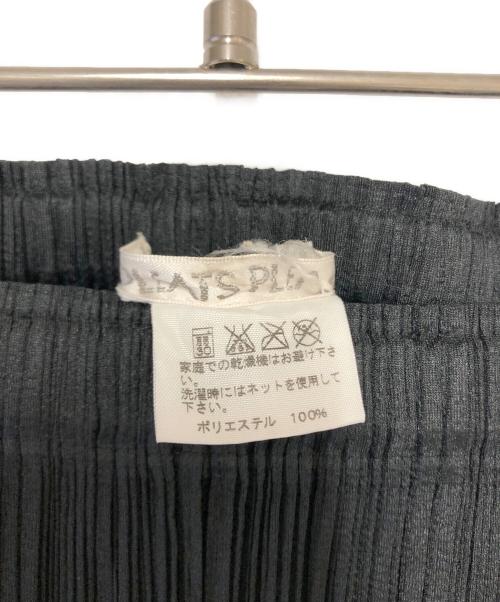 PLEATS PLEA
30
家庭での乾燥機はお避け下さ
い。
洗濯時にはネットを使用して
下さい。
ポリエステル 100%